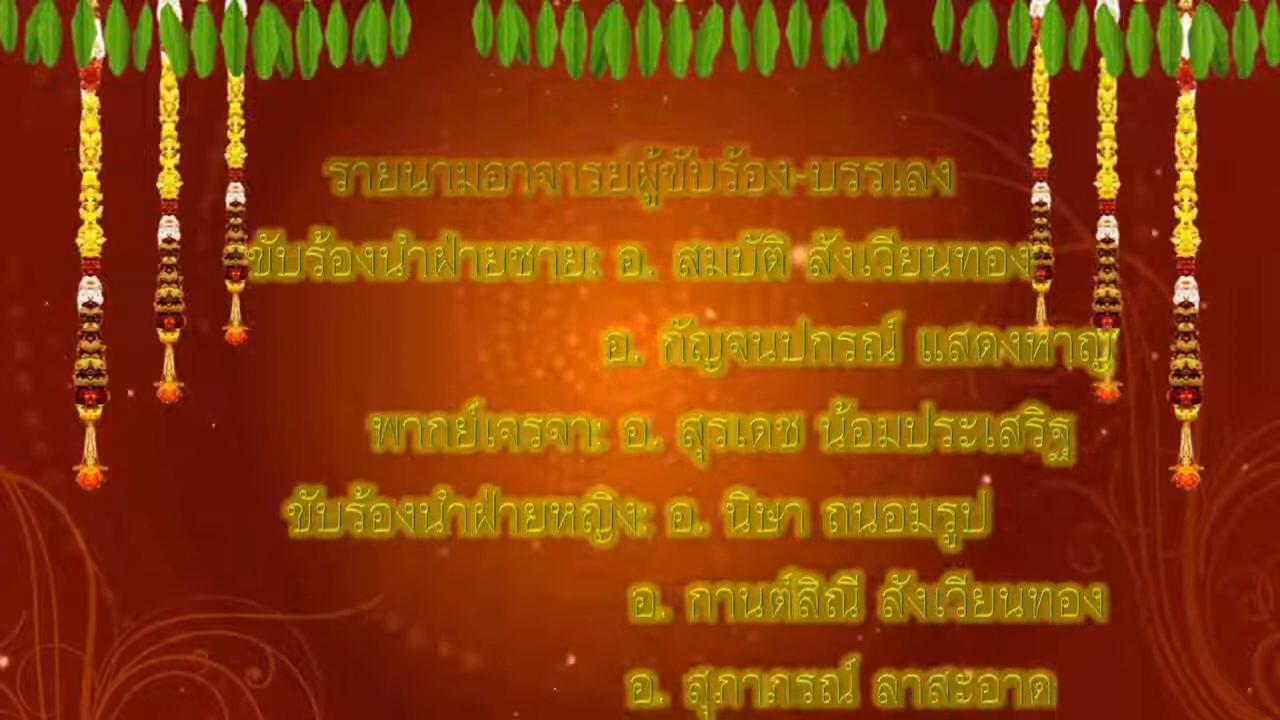 รายนามอาจารยผู้ขับร้อง-บรรเลง
ขับร้องนำฝ่ายชาย: อ. สมบัติ สังเวียนทอง
อ. กัญจนปกรณ์ แสดงหาญ
พากย์เจรจา: อ. สุรเดช น้อมประเสริฐ
ขับร้องนำฝ่ายหญิง: อ. นิษา ถนอมรูป
อ. กานต์สิณี สังเวียนทอง
อ. สุภาภรณ์ ลาสะอาด